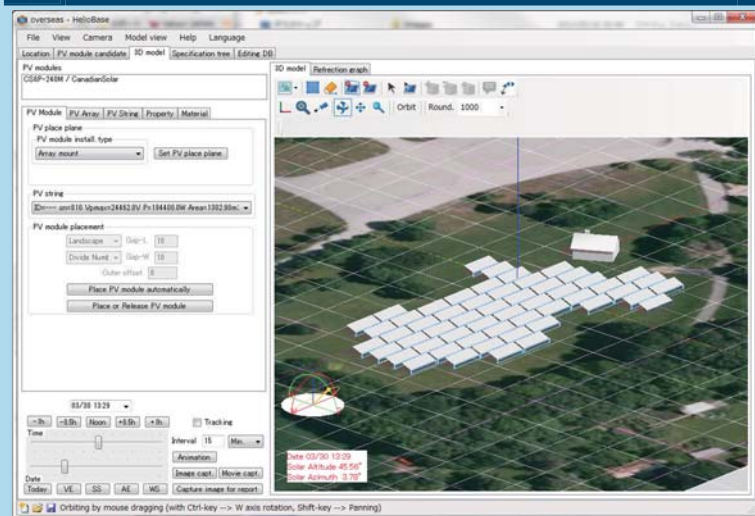 overseas - HelioBase
File View Camera Model view Help Language
Location PV module candidate 3D model Specification tree Editing DB
PV modules
CS6P-240M / CanadianSolar
PV Module PV Array PV String Property Material
PV place plane
PV module install. type
Array mount Set PV place plane
PV string
PV module placement
Landscape Gap-L 10
Divide Numb Gap-W 10
Outer offset 0
Place PV module automatically
Place or Release PV module
03/30 13:29
-1h -0.5h Noon +0.5h +1h Tracking
Time
Interval 15 Min.
Animation
Image capt. Movie capt.
Date
Today VE SS AE WS Capture image for report
3D model Refrection graph
Orbit Round. 1000
Date 03/30 13:29
Solar Altitude 45.56°
Solar Azimuth 3.78°
Orbiting by mouse dragging (with Ctrl-key --> W axis rotation, Shift-key --> Panning)